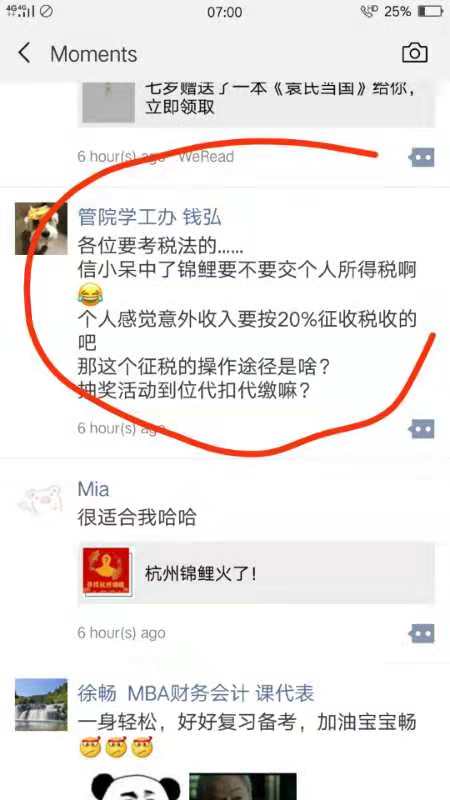 4G 4G
07:00
HD
25%
Moments
七岁赠送了一本《袁氏当国》给你，
立即领取
6 hour(s) ago WeRead
管院学工办 钱弘
各位要考税法的......
信小呆中了锦鲤要不要交个人所得税啊
😂
个人感觉意外收入要按20%征收税收的
吧
那这个征税的操作途径是啥？
抽奖活动到位代扣代缴嘛？
6 hour(s) ago
Mia
很适合我哈哈
杭州锦鲤火了！
6 hour(s) ago
徐畅 MBA财务会计 课代表
一身轻松，好好复习备考，加油宝宝畅